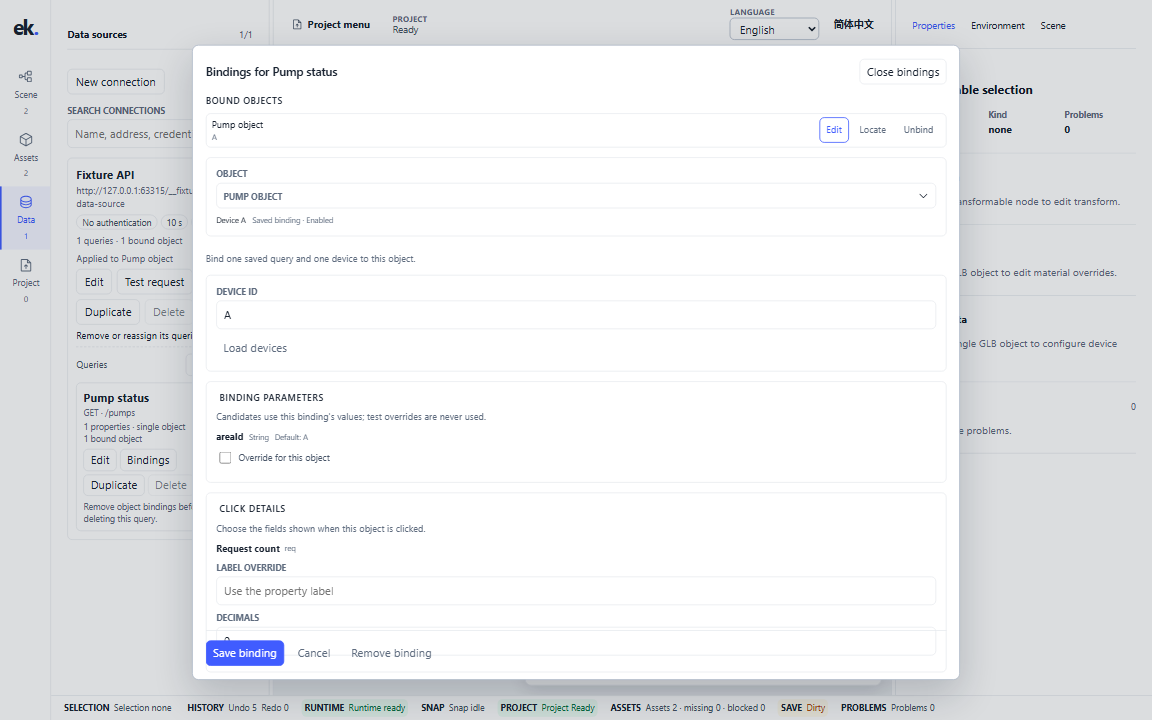 ek.
Scene
2
Assets
2
Data
1
Project
0
Data sources
1/1
New connection
SEARCH CONNECTIONS
Name, address, credent
Fixture API
http://127.0.0.1:63315/__fixtu
data-source
No authentication
10 s
1 queries · 1 bound object
Applied to Pump object
Edit
Test request
Duplicate
Delete
Remove or reassign its queri
Queries
Pump status
GET · /pumps
1 properties · single object
1 bound object
Edit
Bindings
Duplicate
Delete
Remove object bindings bef
deleting this query.
Project menu
PROJECT
Ready
LANGUAGE
English
简体中文
Properties
Environment
Scene
Bindings for Pump status
Close bindings
BOUND OBJECTS
Pump object
A
Edit
Locate
Unbind
OBJECT
PUMP OBJECT
Device A Saved binding · Enabled
Bind one saved query and one device to this object.
DEVICE ID
A
Load devices
BINDING PARAMETERS
Candidates use this binding's values; test overrides are never used.
areaId String Default: A
Override for this object
CLICK DETAILS
Choose the fields shown when this object is clicked.
Request count req
LABEL OVERRIDE
Use the property label
DECIMALS
Save binding
Cancel
Remove binding
ble selection
Kind
none
Problems
0
ansformable node to edit transform.
LB object to edit material overrides.
ta
ngle GLB object to configure device
0
e problems.
SELECTION Selection none
HISTORY Undo 5 Redo 0
RUNTIME Runtime ready
SNAP Snap idle
PROJECT Project Ready
ASSETS Assets 2 · missing 0 · blocked 0
SAVE Dirty
PROBLEMS Problems 0